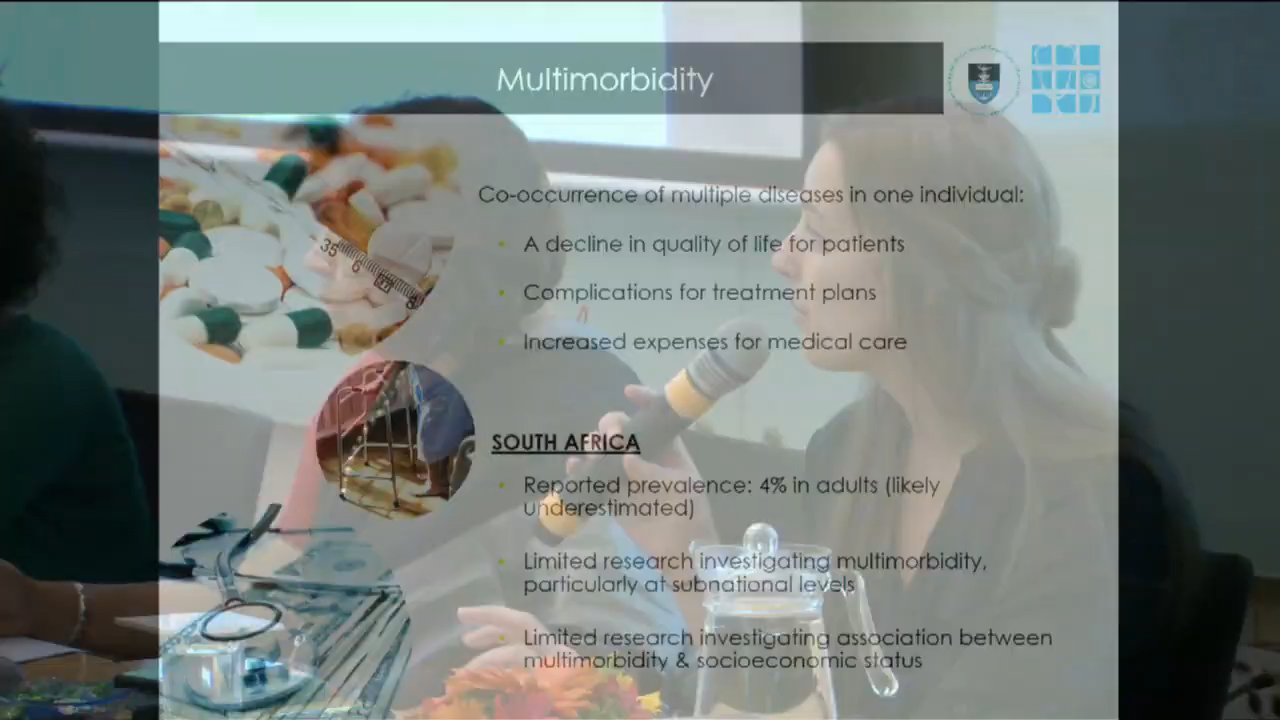 Multimorbidity
Co-occurrence of multiple diseases in one individual:
• A decline in quality of life for patients
• Complications for treatment plans
• Increased expenses for medical care
SOUTH AFRICA
• Reported prevalence: 4% in adults (likely
underestimated)
• Limited research investigating multimorbidity,
particularly at subnational levels
• Limited research investigating association between
multimorbidity & socioeconomic status
35
6